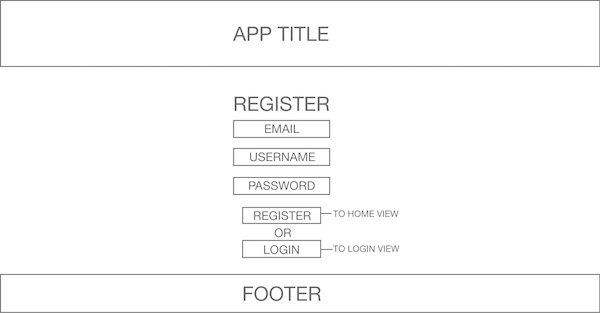 APP TITLE
REGISTER
EMAIL
USERNAME
PASSWORD
REGISTER TO HOME VIEW
OR
LOGIN TO LOGIN VIEW
FOOTER